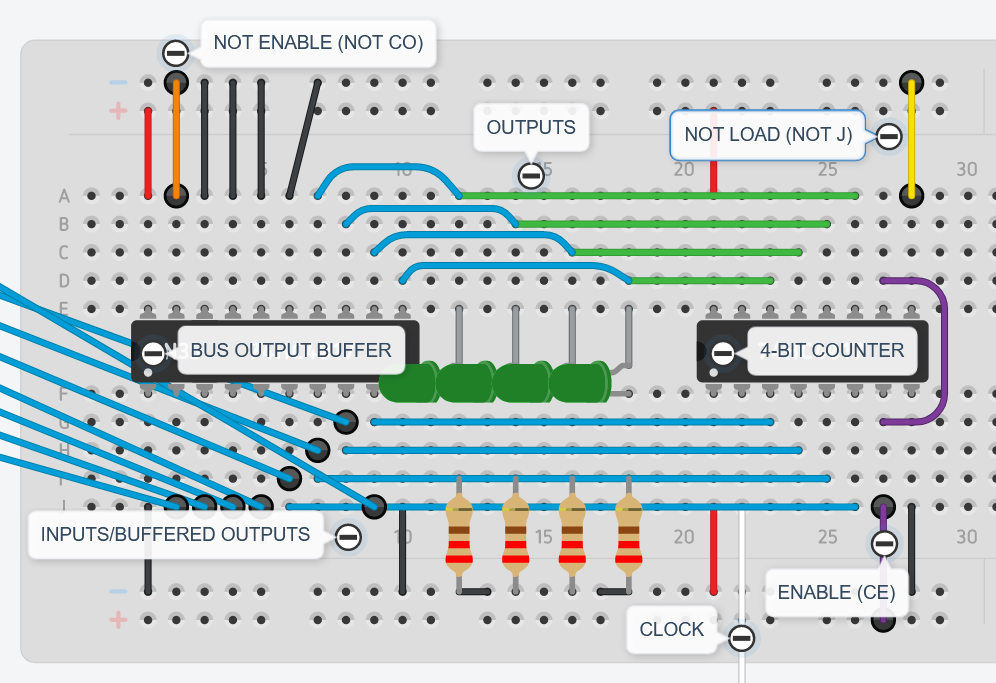 NOT ENABLE (NOT CO)
OUTPUTS
NOT LOAD (NOT J)
5 10 15 20 25 30
A
B
C
D
E
BUS OUTPUT BUFFER
4-BIT COUNTER
F
G
H
I
J
INPUTS/BUFFERED OUTPUTS
10 15 20 25 30
ENABLE (CE)
CLOCK